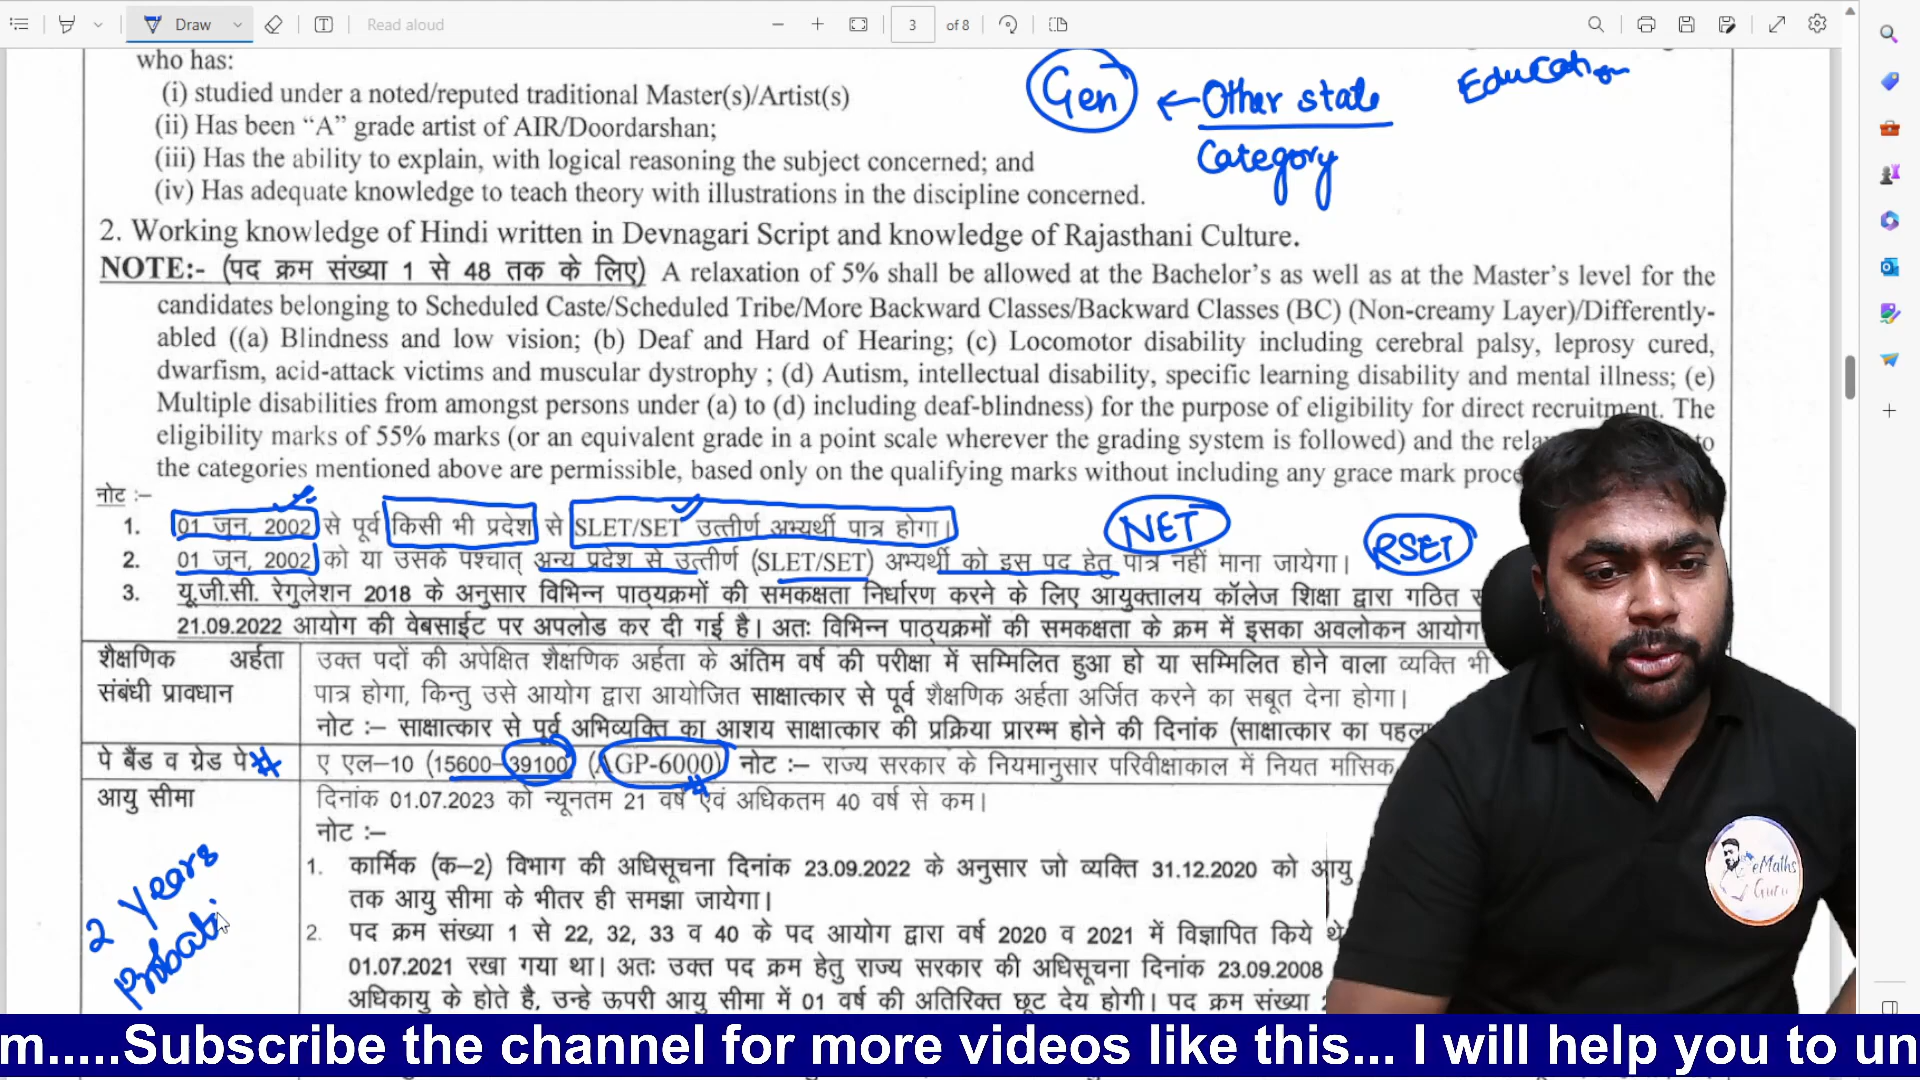 Draw
Read aloud
3 of 8
who has:
(i) studied under a noted/reputed traditional Master(s)/Artist(s)
(ii) Has been “A” grade artist of AIR/Doordarshan;
(iii) Has the ability to explain, with logical reasoning the subject concerned; and
(iv) Has adequate knowledge to teach theory with illustrations in the discipline concerned.
Gen ← Other state
Category
Education
2. Working knowledge of Hindi written in Devnagari Script and knowledge of Rajasthani Culture.
NOTE:- (पद क्रम संख्या 1 से 48 तक के लिए) A relaxation of 5% shall be allowed at the Bachelor’s as well as at the Master’s level for the
candidates belonging to Scheduled Caste/Scheduled Tribe/More Backward Classes/Backward Classes (BC) (Non-creamy Layer)/Differently-
abled ((a) Blindness and low vision; (b) Deaf and Hard of Hearing; (c) Locomotor disability including cerebral palsy, leprosy cured,
dwarfism, acid-attack victims and muscular dystrophy ; (d) Autism, intellectual disability, specific learning disability and mental illness; (e)
Multiple disabilities from amongst persons under (a) to (d) including deaf-blindness) for the purpose of eligibility for direct recruitment. The
eligibility marks of 55% marks (or an equivalent grade in a point scale wherever the grading system is followed) and the to
the categories mentioned above are permissible, based only on the qualifying marks without including any grace mark
नोट :–
1. 01 जून, 2002 से पूर्व किसी भी प्रदेश से SLET/SET उत्तीर्ण अभ्यर्थी पात्र होगा।
NET
RSET
2. 01 जून, 2002 को या उसके पश्चात् अन्य प्रदेश से उत्तीर्ण (SLET/SET) अभ्यर्थी को इस पद हेतु पात्र नहीं माना जायेगा।
3. यू.जी.सी. रेगुलेशन 2018 के अनुसार विभिन्न पाठ्यक्रमों की समकक्षता निर्धारण करने के लिए आयुक्तालय कॉलेज शिक्षा द्वारा गठित
21.09.2022 आयोग की वेबसाईट पर अपलोड कर दी गई है। अतः विभिन्न पाठ्यक्रमों की समकक्षता के क्रम में इसका अवलोकन आयोग
शैक्षणिक अर्हता
संबंधी प्रावधान
उक्त पदों की अपेक्षित शैक्षणिक अर्हता के अंतिम वर्ष की परीक्षा में सम्मिलित हुआ हो या सम्मिलित होने वाला व्यक्ति भी
पात्र होगा, किन्तु उसे आयोग द्वारा आयोजित साक्षात्कार से पूर्व शैक्षणिक अर्हता अर्जित करने का सबूत देना होगा।
नोट :– साक्षात्कार से पूर्व अभिव्यक्ति का आशय साक्षात्कार की प्रक्रिया प्रारम्भ होने की दिनांक (साक्षात्कार का
पे बैंड व ग्रेड पे
ए एल–10 (15600–39100 (AGP-6000) नोट :– राज्य सरकार के नियमानुसार परिवीक्षाकाल में नियत मासिक
आयु सीमा
दिनांक 01.07.2023 को न्यूनतम 21 वर्ष एवं अधिकतम 40 वर्ष से कम।
नोट :–
1. कार्मिक (क–2) विभाग की अधिसूचना दिनांक 23.09.2022 के अनुसार जो व्यक्ति 31.12.2020 को आयु
तक आयु सीमा के भीतर ही समझा जायेगा।
2. पद क्रम संख्या 1 से 22, 32, 33 व 40 के पद आयोग द्वारा वर्ष 2020 व 2021 में विज्ञापित किये थे
01.07.2021 रखा गया था। अतः उक्त पद क्रम हेतु राज्य सरकार की अधिसूचना दिनांक 23.09.2008
अधिकायु के होते है, उन्हे ऊपरी आयु सीमा में 01 वर्ष की अतिरिक्त छूट देय होगी। पद क्रम संख्या
2 Years
Probati
eMaths
Guru
m.....Subscribe the channel for more videos like this... I will help you to un